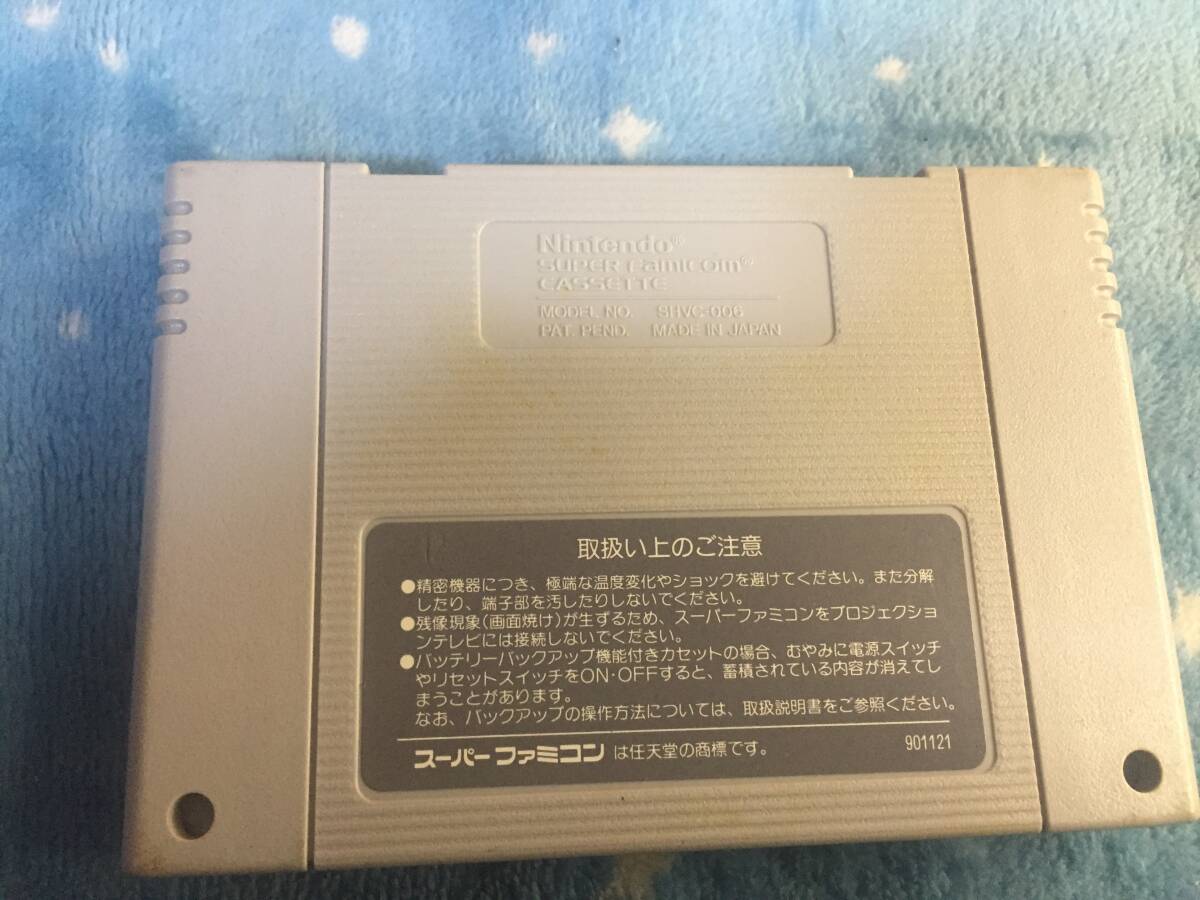 Nintendo®
SUPER Famicom®
CASSETTE
MODEL NO. SHVC-006
PAT. PEND. MADE IN JAPAN
取扱い上のご注意
●精密機器につき、極端な温度変化やショックを避けてください。また分解
したり、端子部を汚したりしないでください。
●残像現象(画面焼け)が生ずるため、スーパーファミコンをプロジェクショ
ンテレビには接続しないでください。
●バッテリーバックアップ機能付きカセットの場合、むやみに電源スイッチ
やリセットスイッチをON·OFFすると、蓄積されている内容が消えてし
まうことがあります。
なお、バックアップの操作方法については、取扱説明書をご参照ください。
スーパーファミコン は任天堂の商標です。 901121